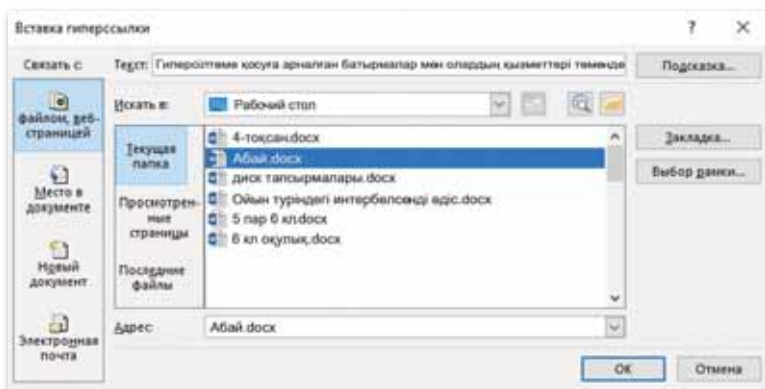 Вставка гиперссылки
? ×
Связать с:
Текст: Гиперсілтеме қосуға арналған батырмалар мен олардың қызметтері төменде
Подсказка...
файлом, веб-
страницей
Искать в:
Рабочий стол
Место в
документе
Текущая
папка
4-тоқсан.docx
Абай.docx
диск тапсырмалары.docx
Ойын түріндегі интербелсенді әдіс.docx
5 пар 6 кл.docx
6 кл оқулық.docx
Закладка...
Выбор рамки...
Просмотрен-
ные
страницы
Новый
документ
Последние
файлы
Электронная
почта
Адрес:
Абай.docx
ОК
Отмена